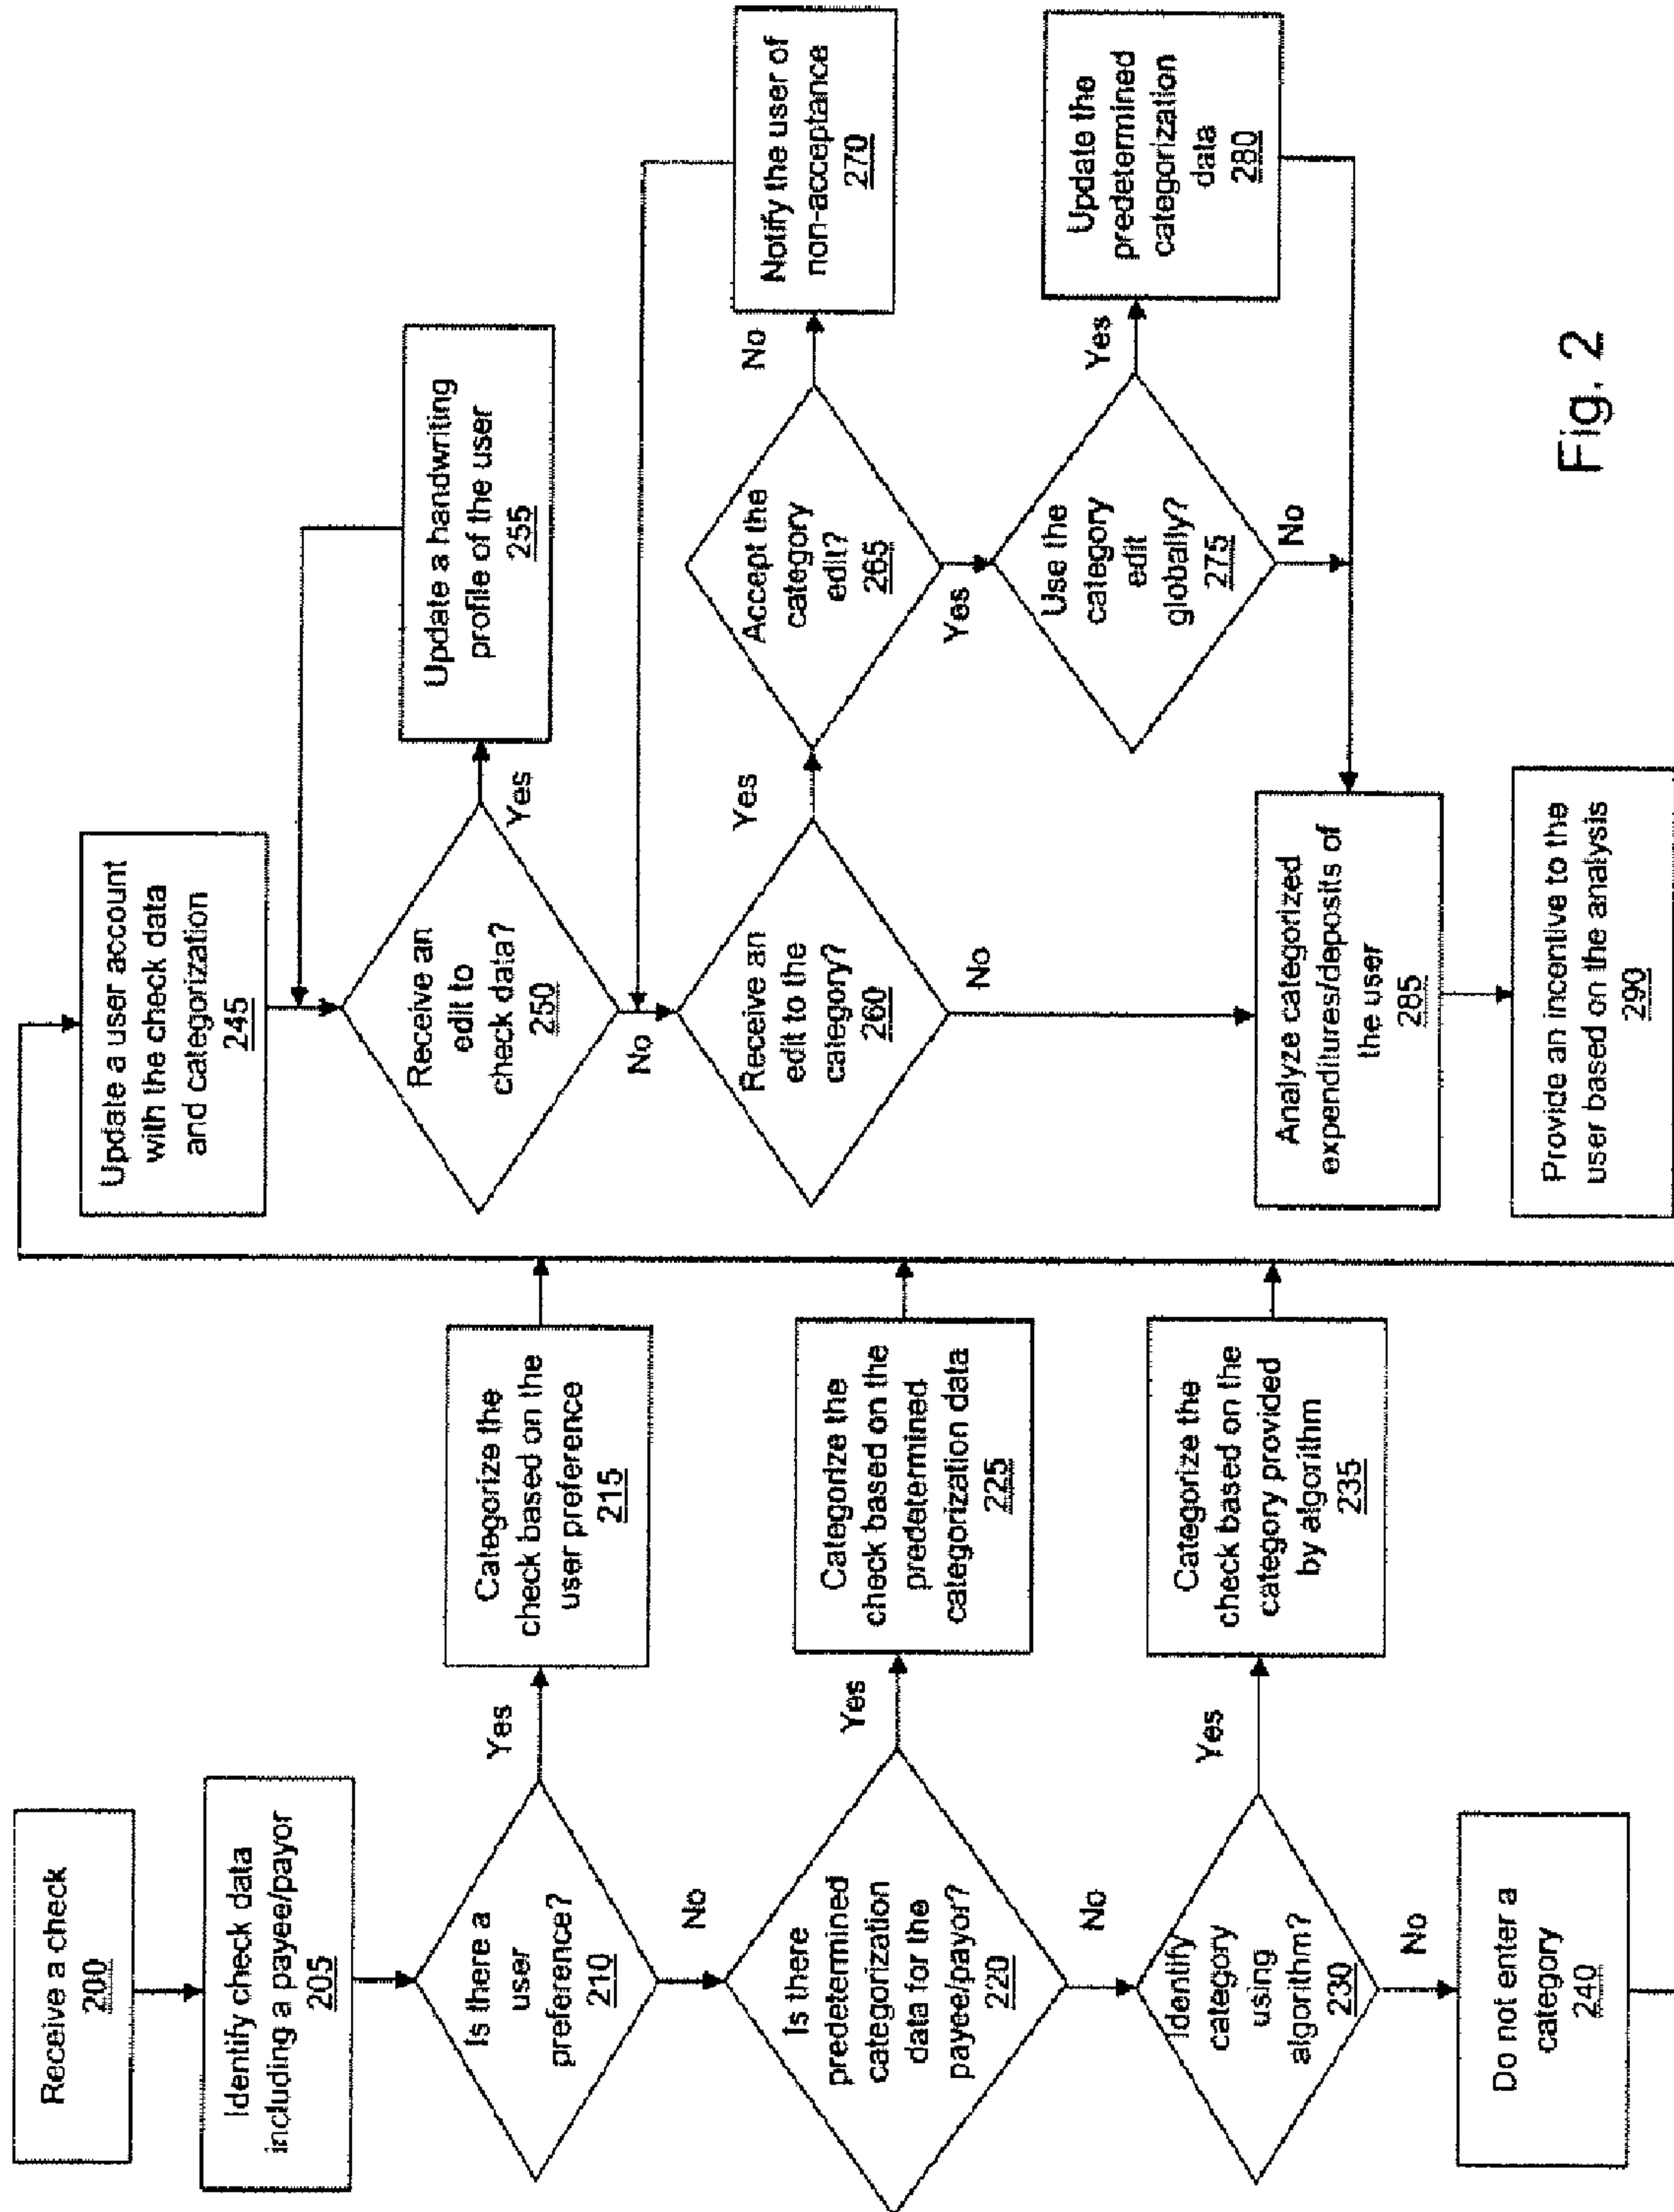 Receive a check
200
Identify check data
including a payee/payor
205
Is there a
user
preference?
210
Yes
Categorize the
check based on the
user preference
215
No
Is there
predetermined
categorization
data for the
payee/payor?
220
Yes
Categorize the
check based on the
predetermined
categorization data
225
No
Identify
category
using
algorithm?
230
Yes
Categorize the
check based on the
category provided
by algorithm
235
No
Do not enter a
category
240
Update a user account
with the check data
and categorization
245
Receive an
edit to
check data?
250
Yes
Update a handwriting
profile of the user
255
No
Receive an
edit to the
category?
260
Yes
Accept the
category
edit?
265
No
Notify the user of
non-acceptance
270
Yes
Use the
category
edit
globally?
275
Yes
Update the
predetermined
categorization
data
280
No
No
Analyze categorized
expenditures/deposits of
the user
285
Provide an incentive to the
user based on the analysis
290
Fig. 2